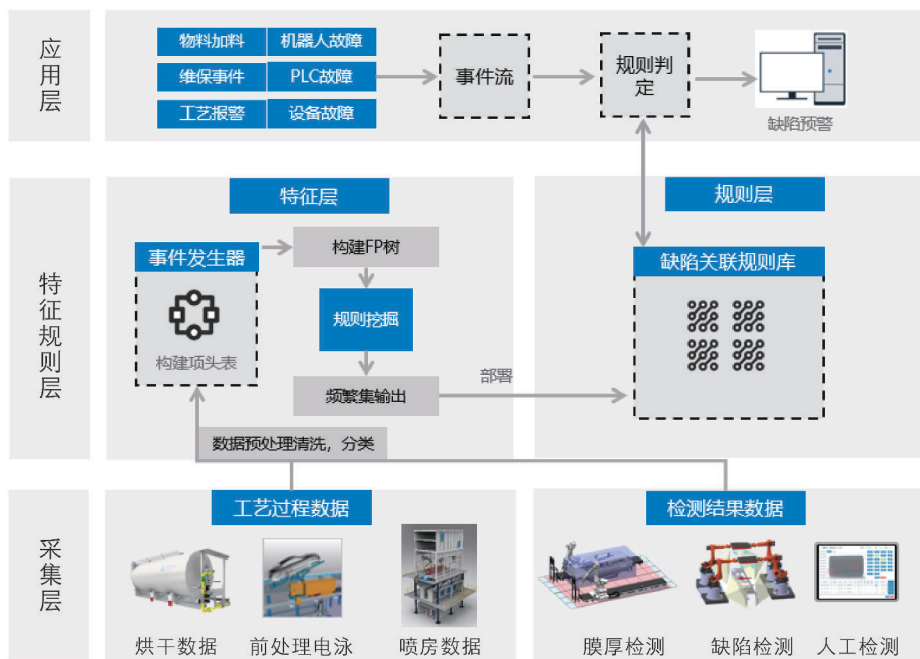 应用层
物料加料
机器人故障
维保事件
PLC故障
工艺报警
设备故障
事件流
规则判定
缺陷预警
特征规则层
特征层
事件发生器
构建项头表
构建FP树
规则挖掘
频繁集输出
数据预处理清洗，分类
部署
规则层
缺陷关联规则库
采集层
工艺过程数据
烘干数据
前处理电泳
喷房数据
检测结果数据
膜厚检测
缺陷检测
人工检测